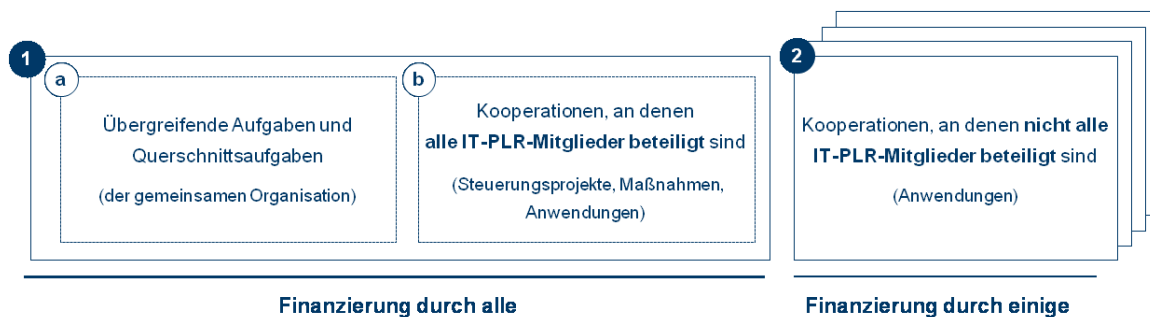 1
a
Übergreifende Aufgaben und
Querschnittsaufgaben
(der gemeinsamen Organisation)
b
Kooperationen, an denen
alle IT-PLR-Mitglieder beteiligt sind
(Steuerungsprojekte, Maßnahmen,
Anwendungen)
2
Kooperationen, an denen nicht alle
IT-PLR-Mitglieder beteiligt sind
(Anwendungen)
Finanzierung durch alle
Finanzierung durch einige